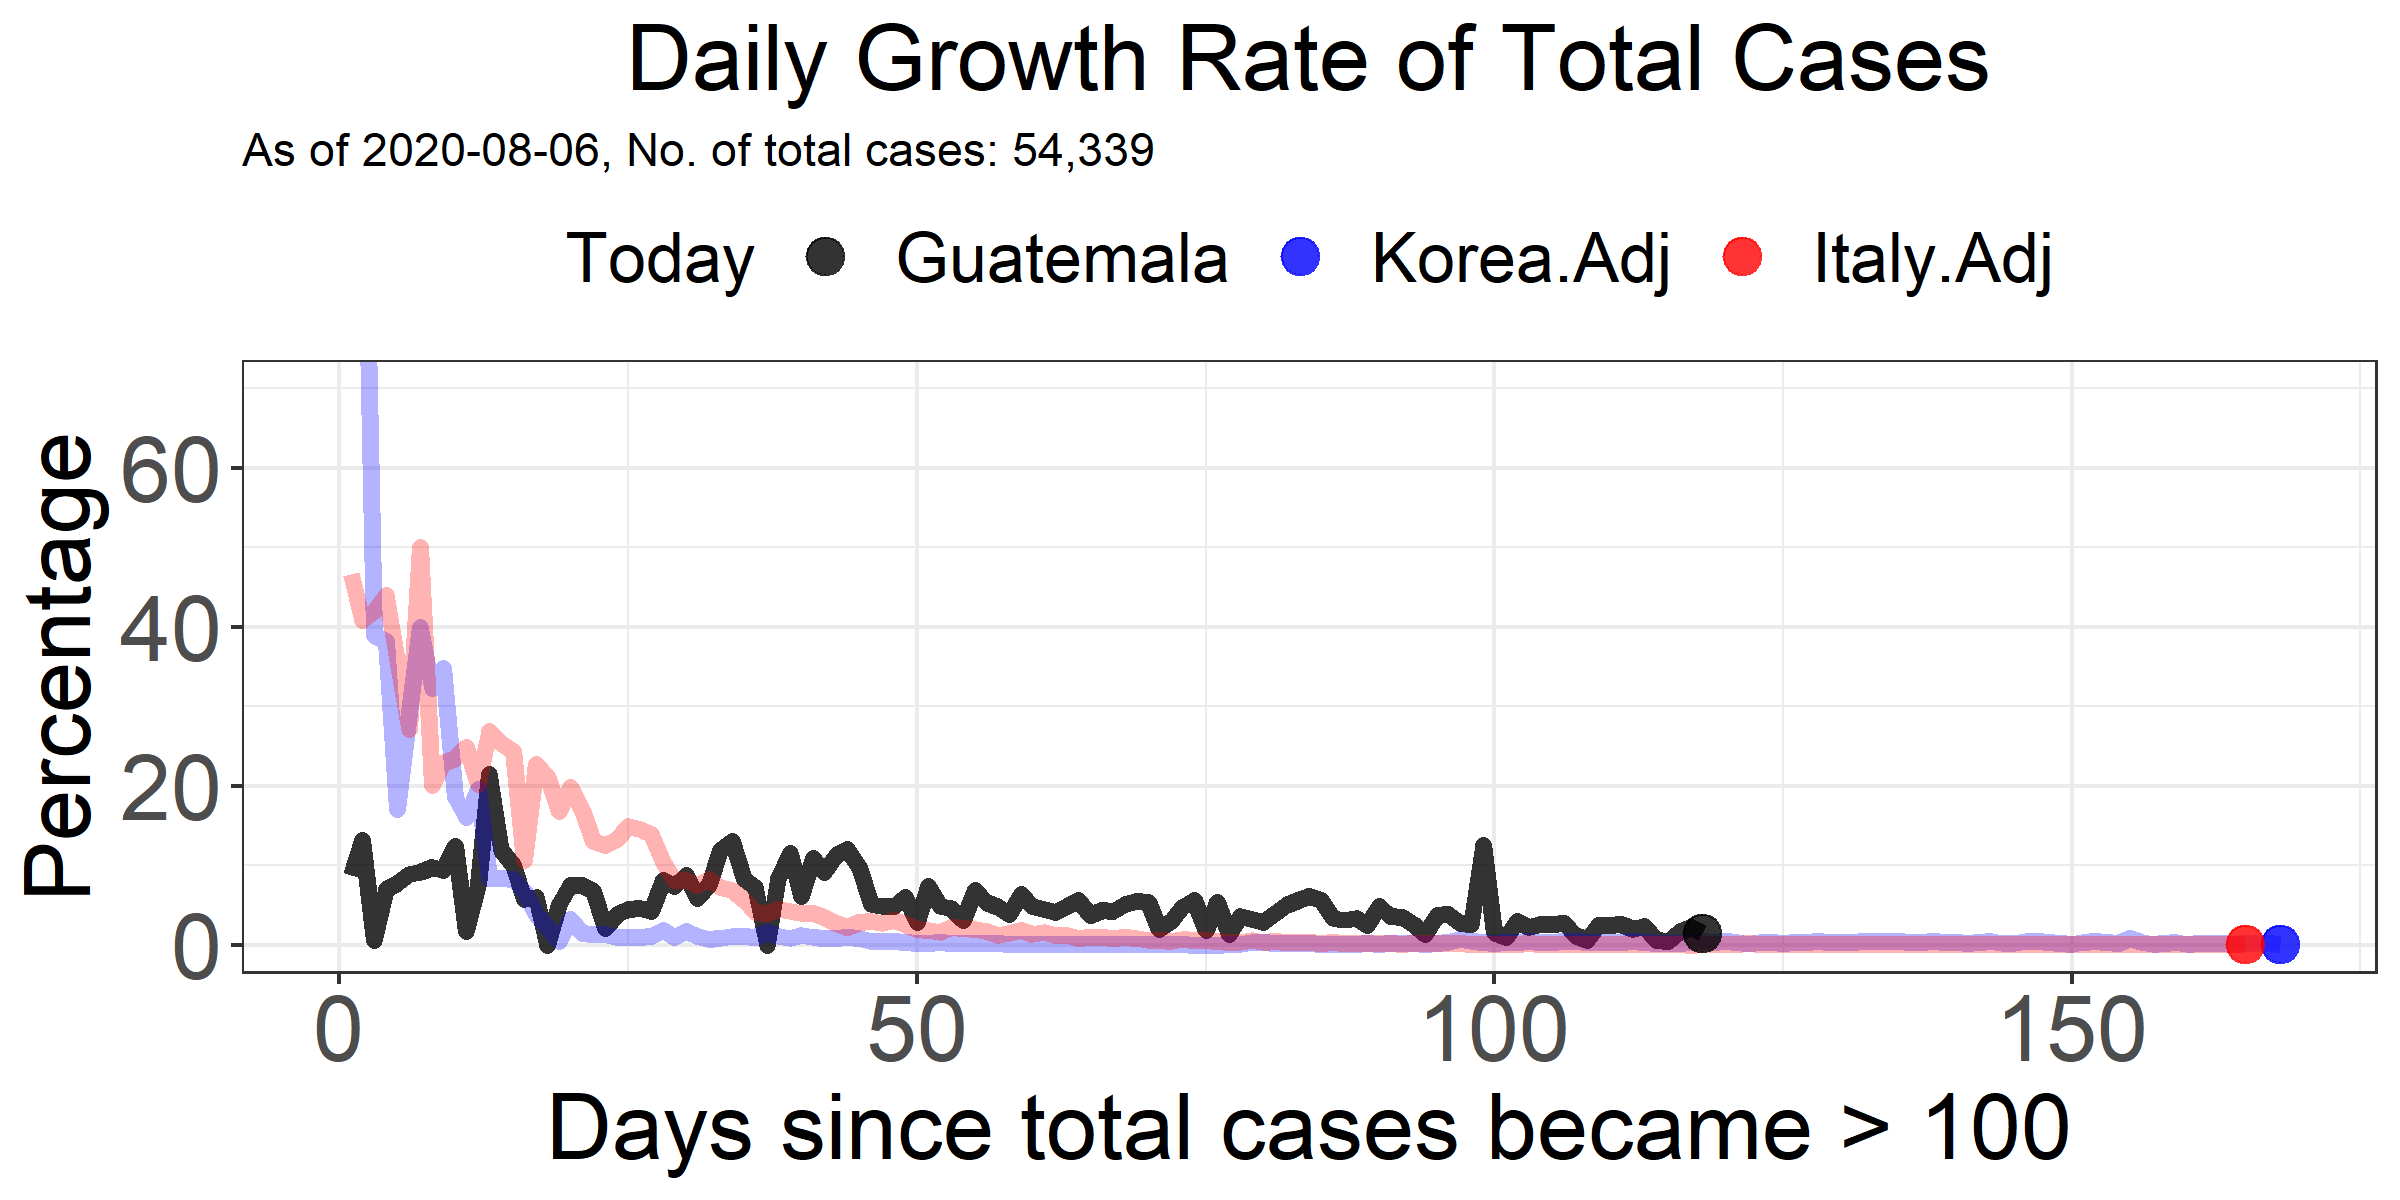 Daily Growth Rate of Total Cases
As of 2020-08-06, No. of total cases: 54,339
Today Guatemala Korea.Adj Italy.Adj
Percentage
60
40
20
0
0 50 100 150
Days since total cases became > 100